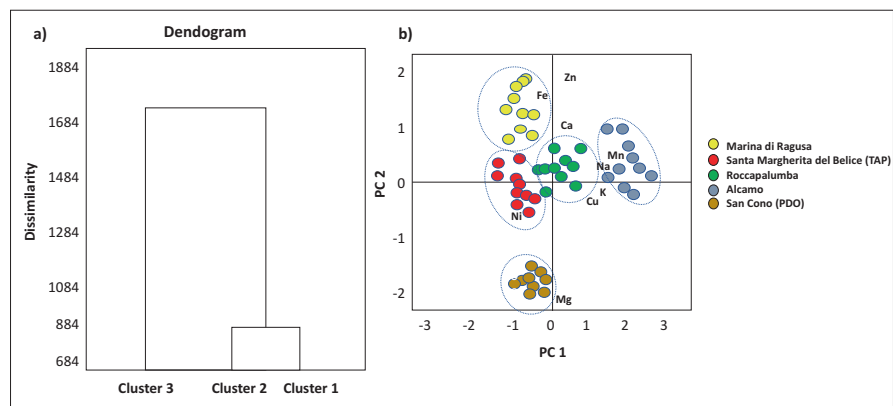 a)
Dendogram
Dissimilarity
1884
1684
1484
1284
1084
884
684
Cluster 3
Cluster 2
Cluster 1
b)
PC 2
2
1
0
-1
-2
Zn
Fe
Ca
Mn
Na
K
Cu
Ni
Mg
-3
-2
-1
0
1
2
3
PC 1
Marina di Ragusa
Santa Margherita del Belice (TAP)
Roccapalumba
Alcamo
San Cono (PDO)